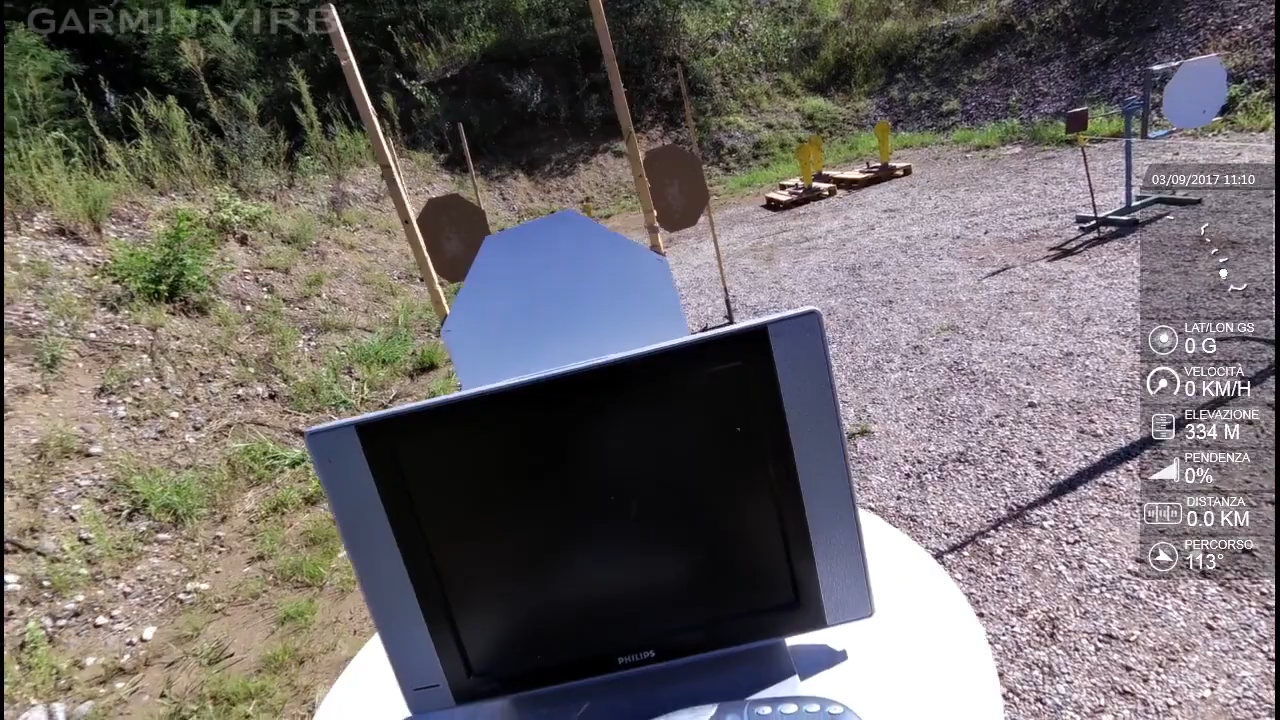 GARMIN VIRB
03/09/2017 11:10
LAT/LON GS
0 G
VELOCITÀ
0 KM/H
ELEVAZIONE
334 M
PENDENZA
0%
DISTANZA
0.0 KM
PERCORSO
113°
PHILIPS